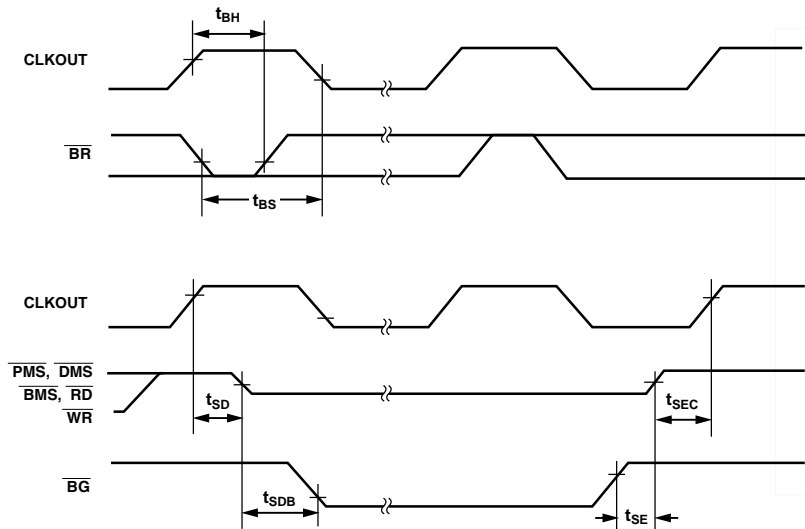 tBH
CLKOUT
BR
tBS
CLKOUT
PMS, DMS
BMS, RD
WR
tSD
tSEC
BG
tSDB
tSE